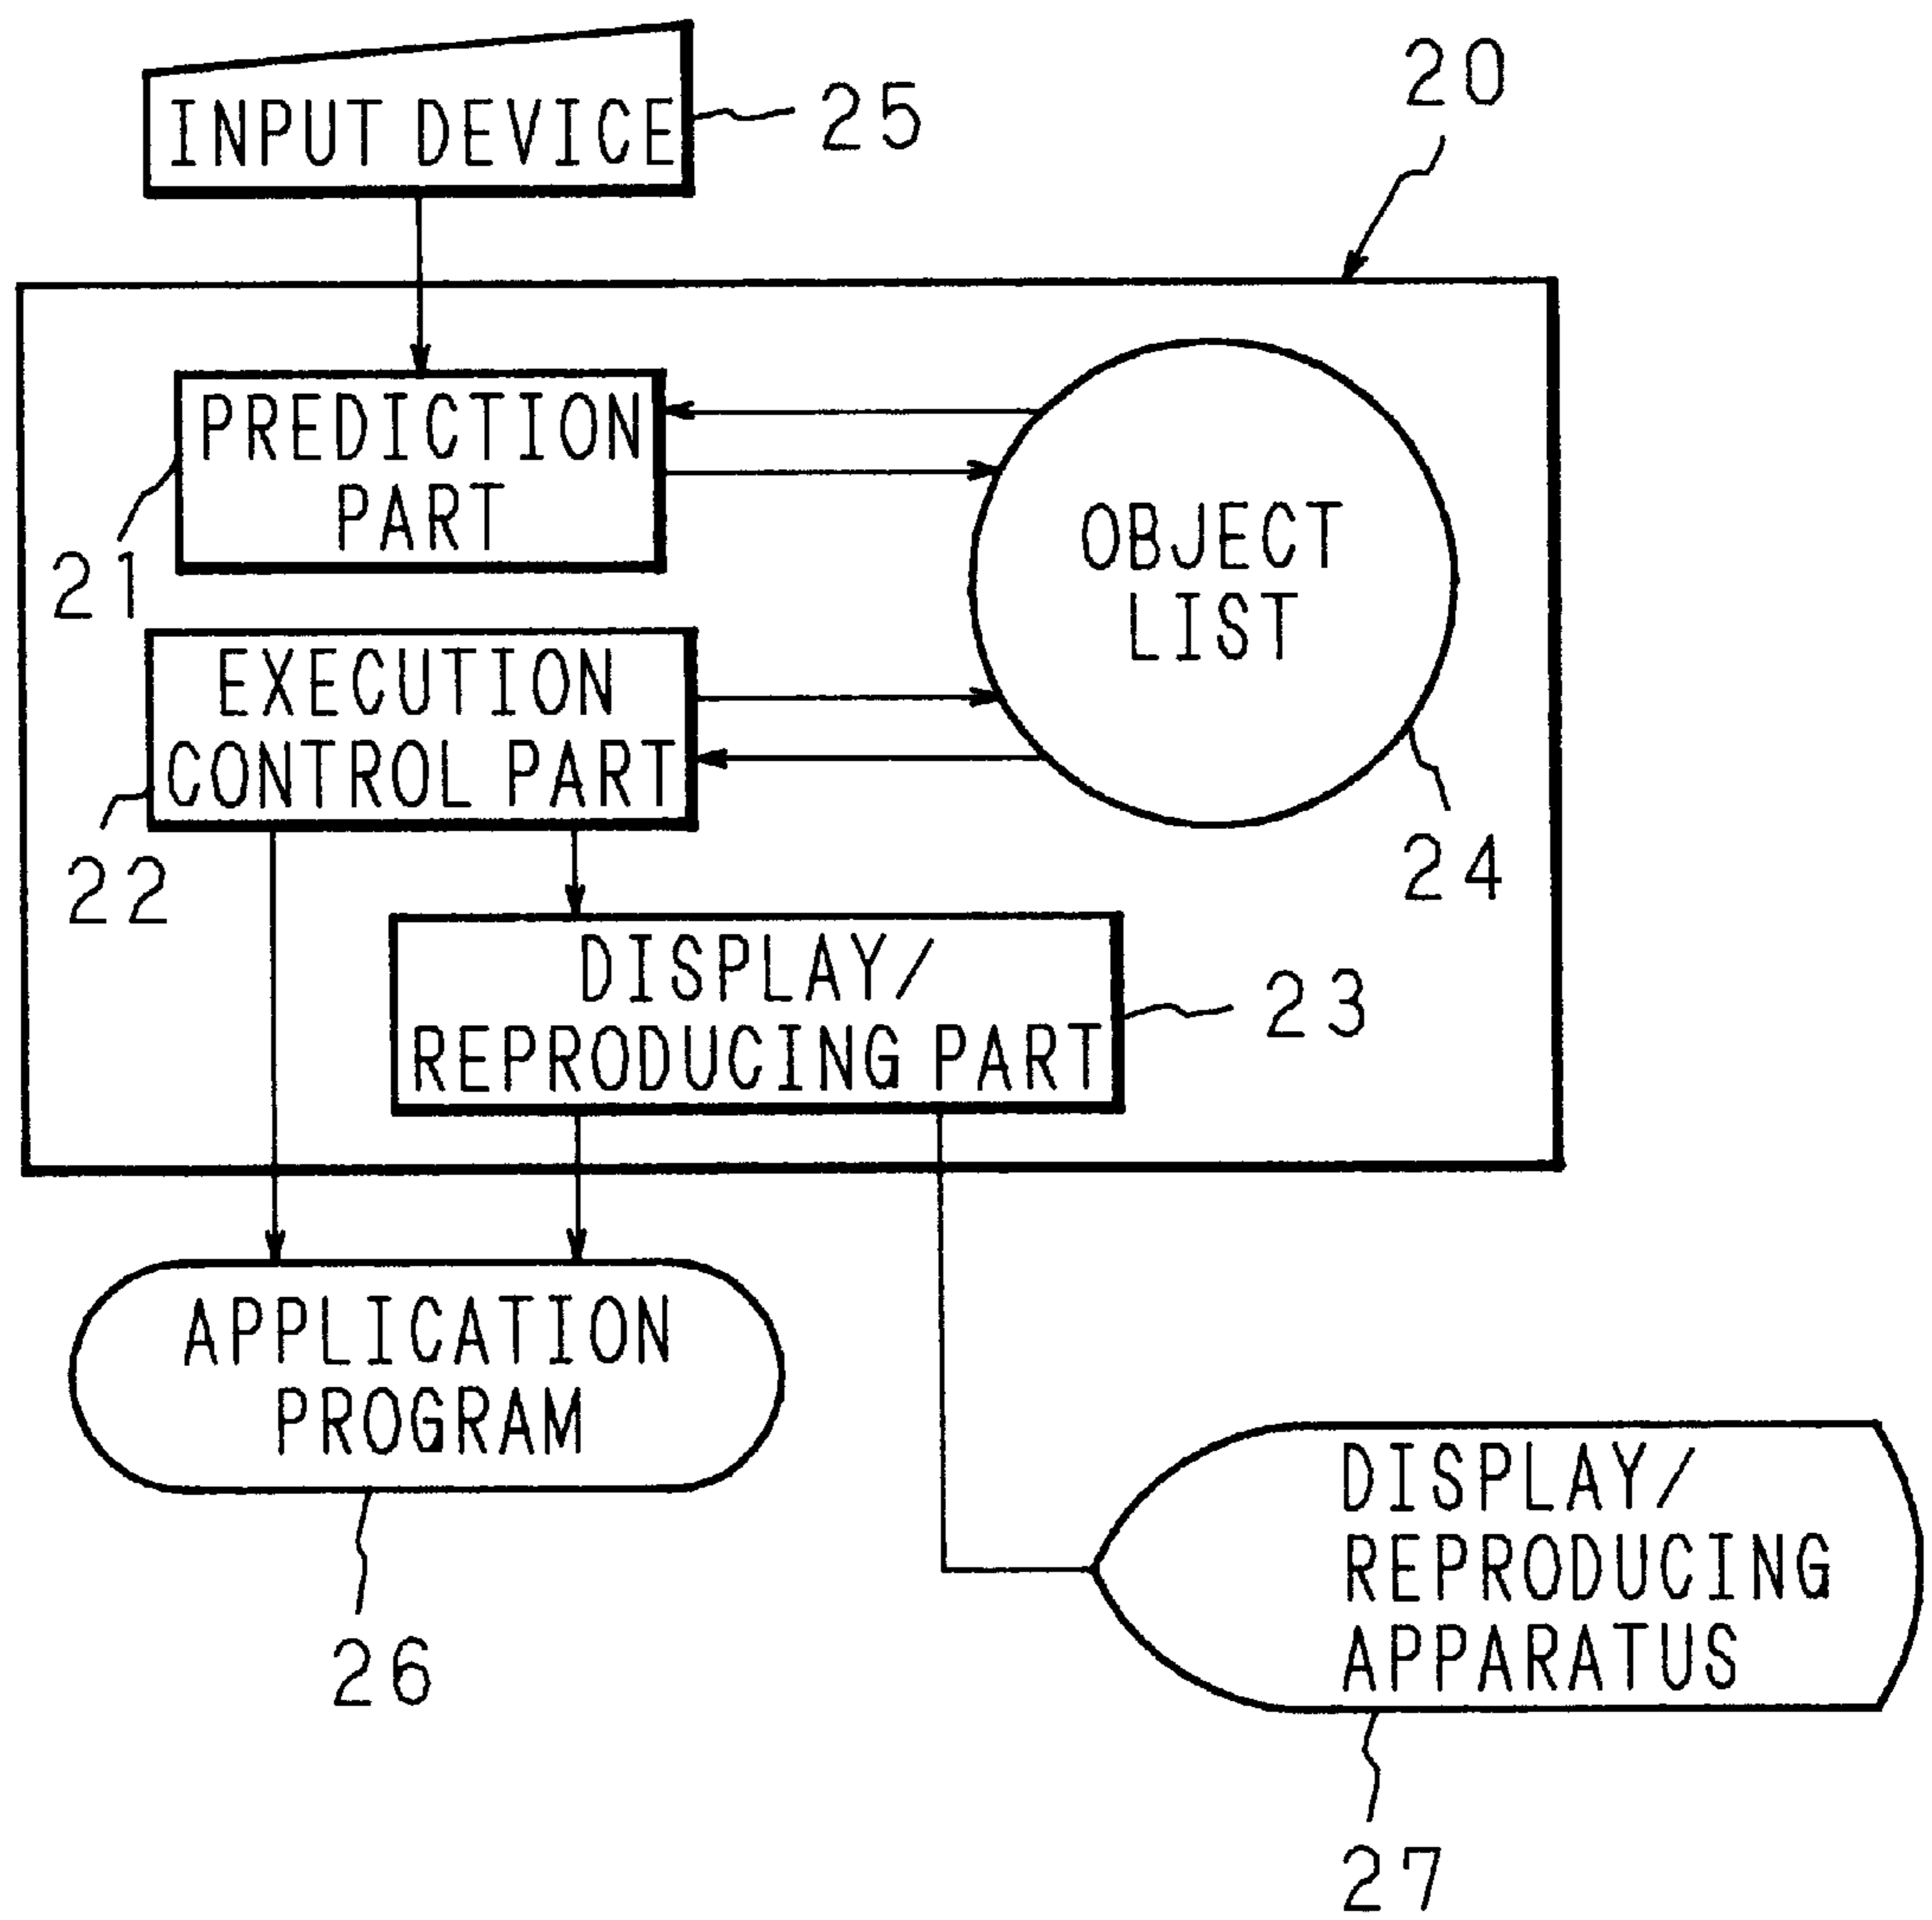 20
INPUT DEVICE
25
PREDICTION
PART
21
OBJECT
LIST
EXECUTION
CONTROL PART
22
24
DISPLAY/
REPRODUCING PART
23
APPLICATION
PROGRAM
26
DISPLAY/
REPRODUCING
APPARATUS
27